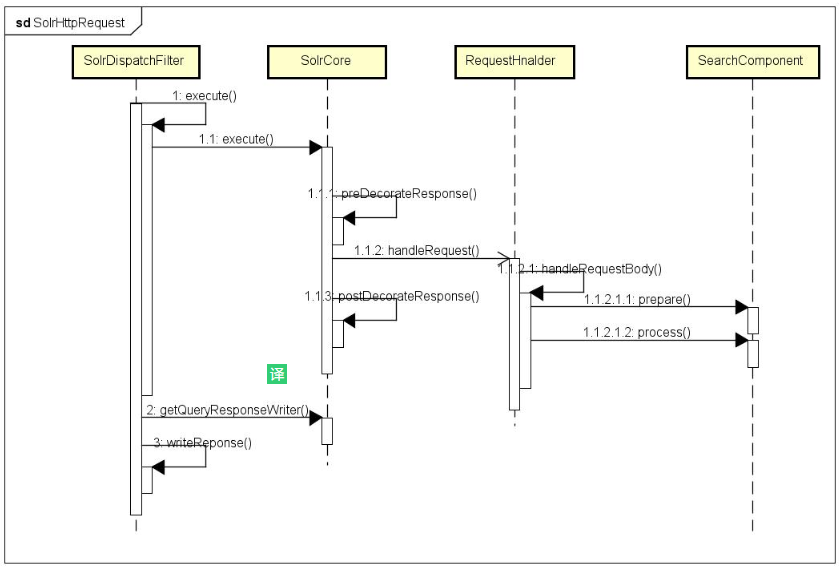 sd SolrHttpRequest
SolrDispatchFilter
SolrCore
RequestHnalder
SearchComponent
1: execute()
1.1: execute()
1.1.1: preDecorateResponse()
1.1.2: handleRequest()
1.1.2.1: handleRequestBody()
1.1.3: postDecorateResponse()
1.1.2.1.1: prepare()
1.1.2.1.2: process()
译
2: getQueryResponseWriter()
3: writeReponse()